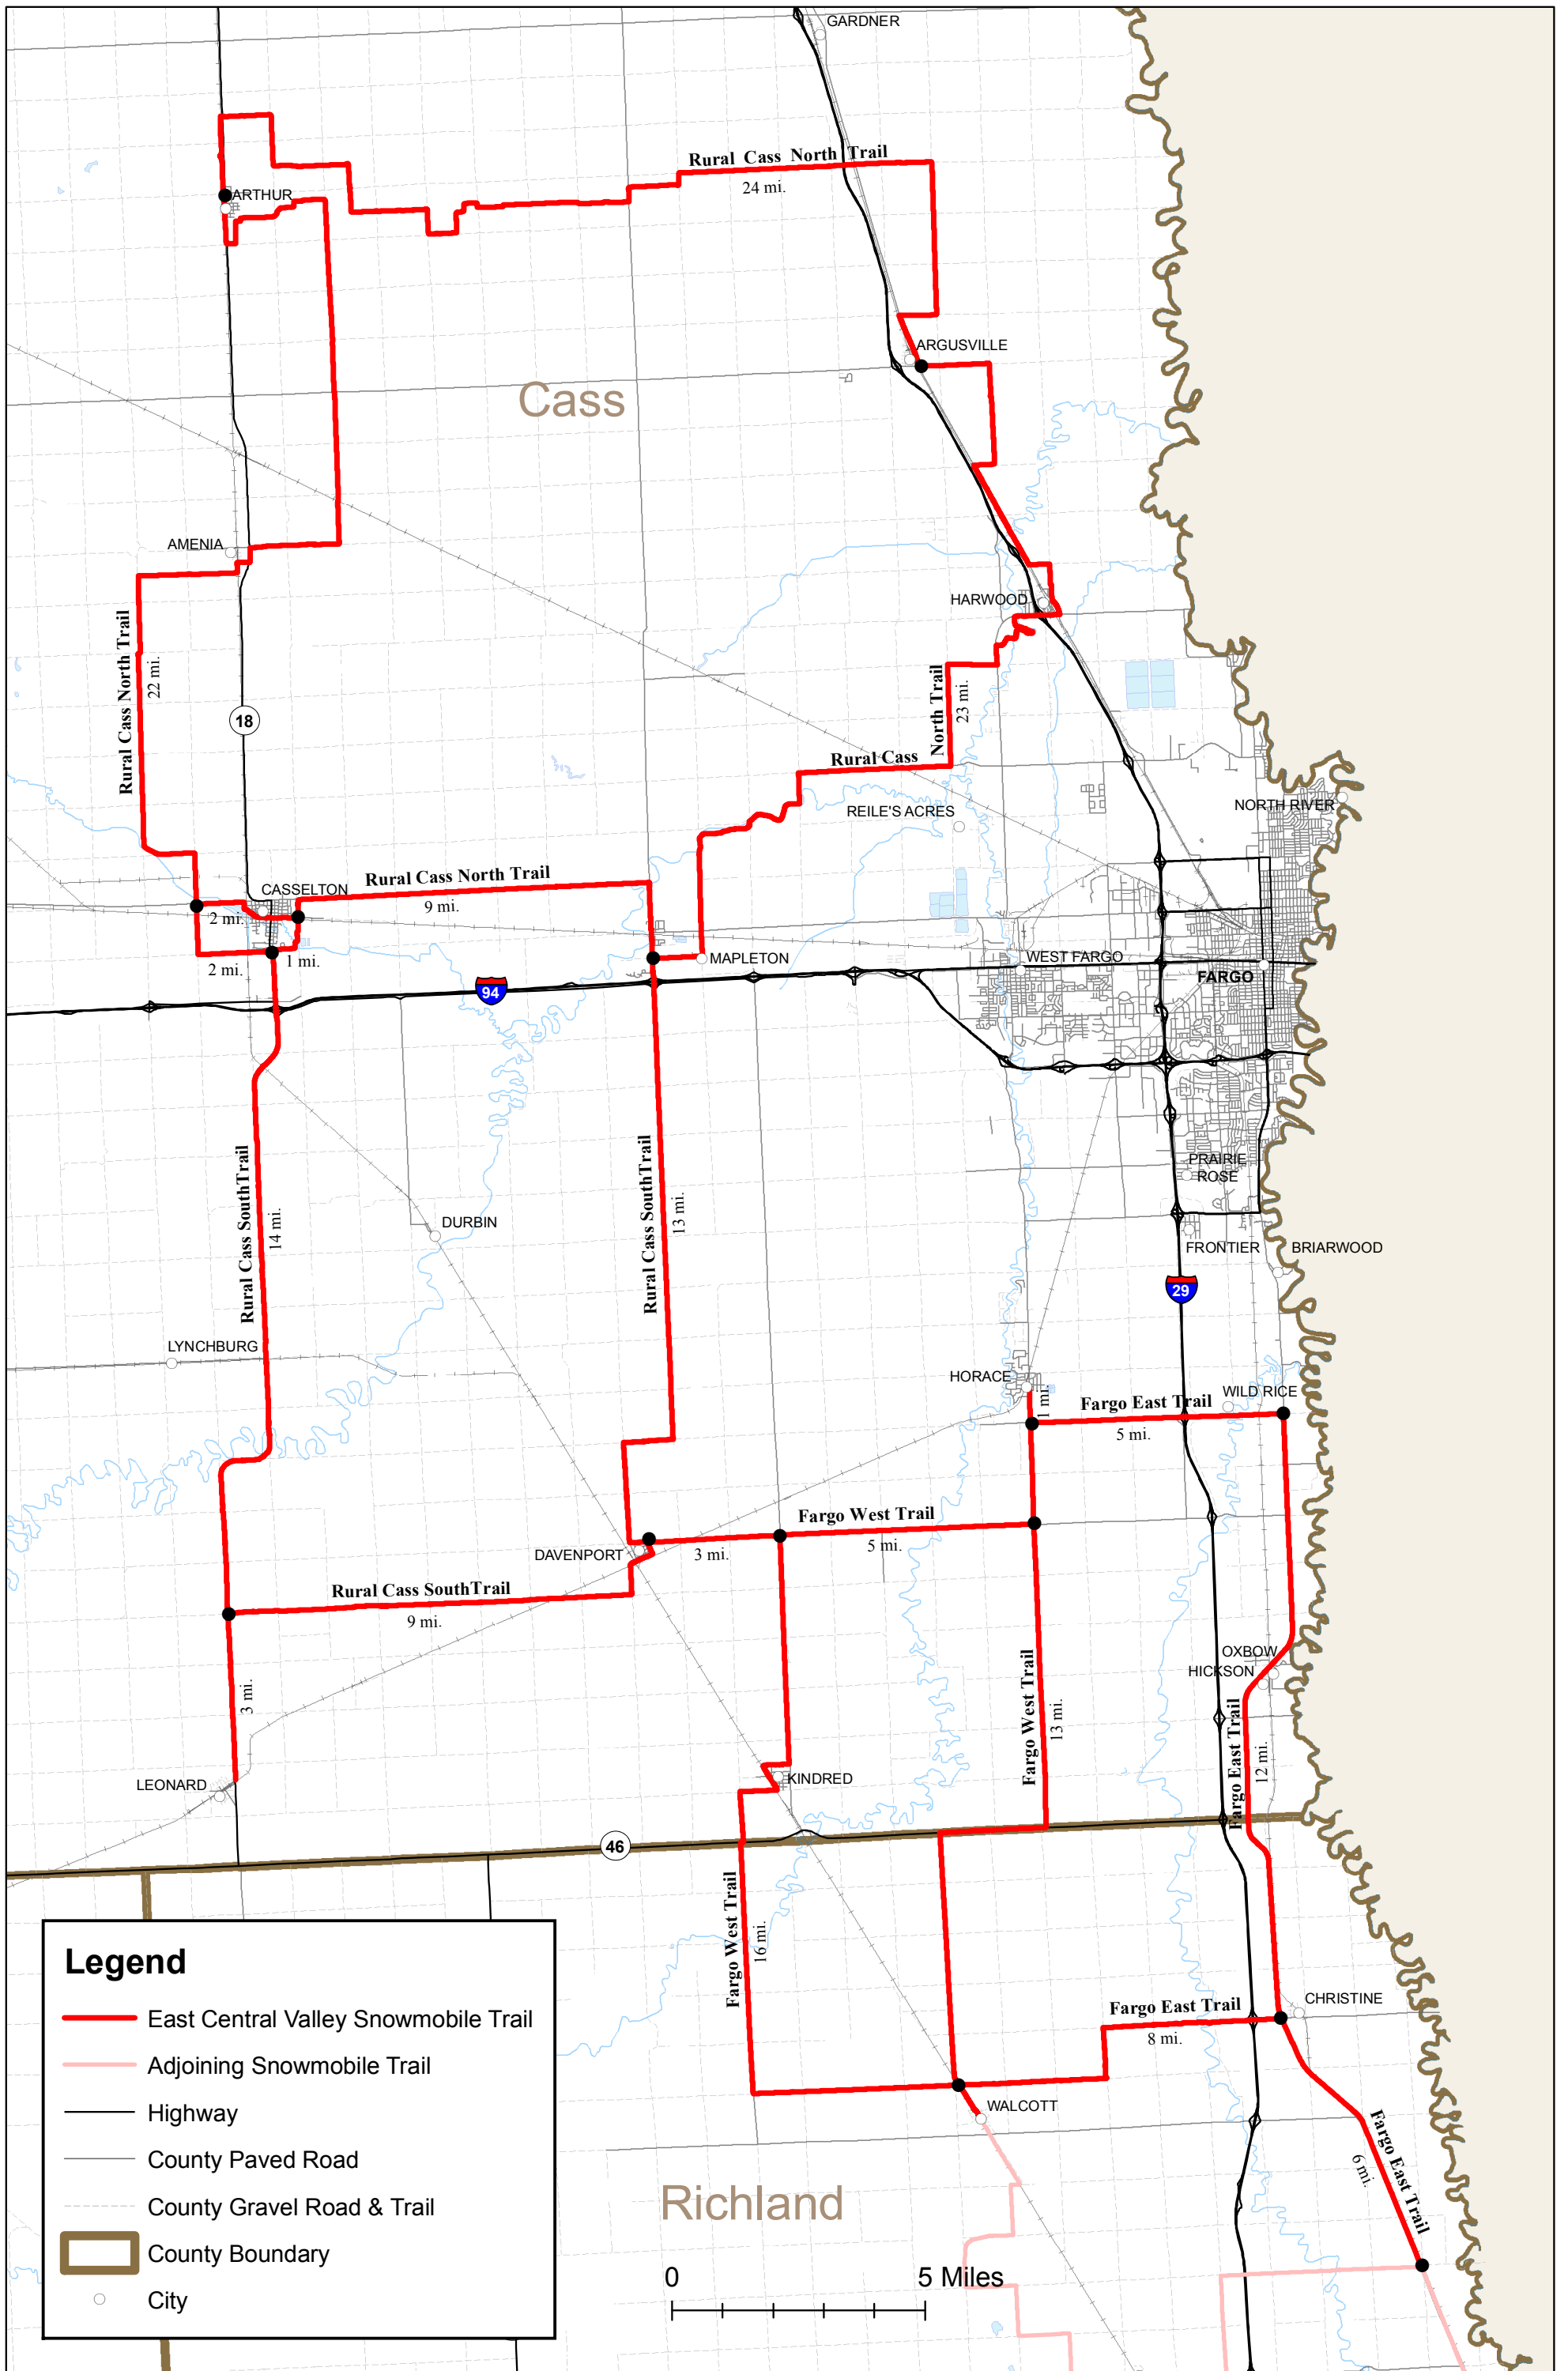 GARDNER
Rural Cass North Trail
24 mi.
ARTHUR
ARGUSVILLE
Cass
AMENIA
HARWOOD
Rural Cass North Trail
22 mi.
18
North Trail
23 mi.
Rural Cass
REILE'S ACRES
NORTH RIVER
CASSELTON
Rural Cass North Trail
9 mi.
2 mi.
2 mi.
1 mi.
MAPLETON
WEST FARGO
FARGO
94
Rural Cass SouthTrail
14 mi.
Rural Cass SouthTrail
13 mi.
PRAIRIE
ROSE
DURBIN
FRONTIER
BRIARWOOD
29
LYNCHBURG
HORACE
1 mi.
Fargo East Trail
5 mi.
WILD RICE
Fargo West Trail
5 mi.
3 mi.
DAVENPORT
Rural Cass SouthTrail
9 mi.
OXBOW
HICKSON
3 mi.
Fargo West Trail
13 mi.
Fargo East Trail
12 mi.
LEONARD
KINDRED
46
Fargo West Trail
16 mi.
Fargo East Trail
8 mi.
CHRISTINE
WALCOTT
Fargo East Trail
6 mi.
Richland
0 5 Miles
Legend
East Central Valley Snowmobile Trail
Adjoining Snowmobile Trail
Highway
County Paved Road
County Gravel Road & Trail
County Boundary
City